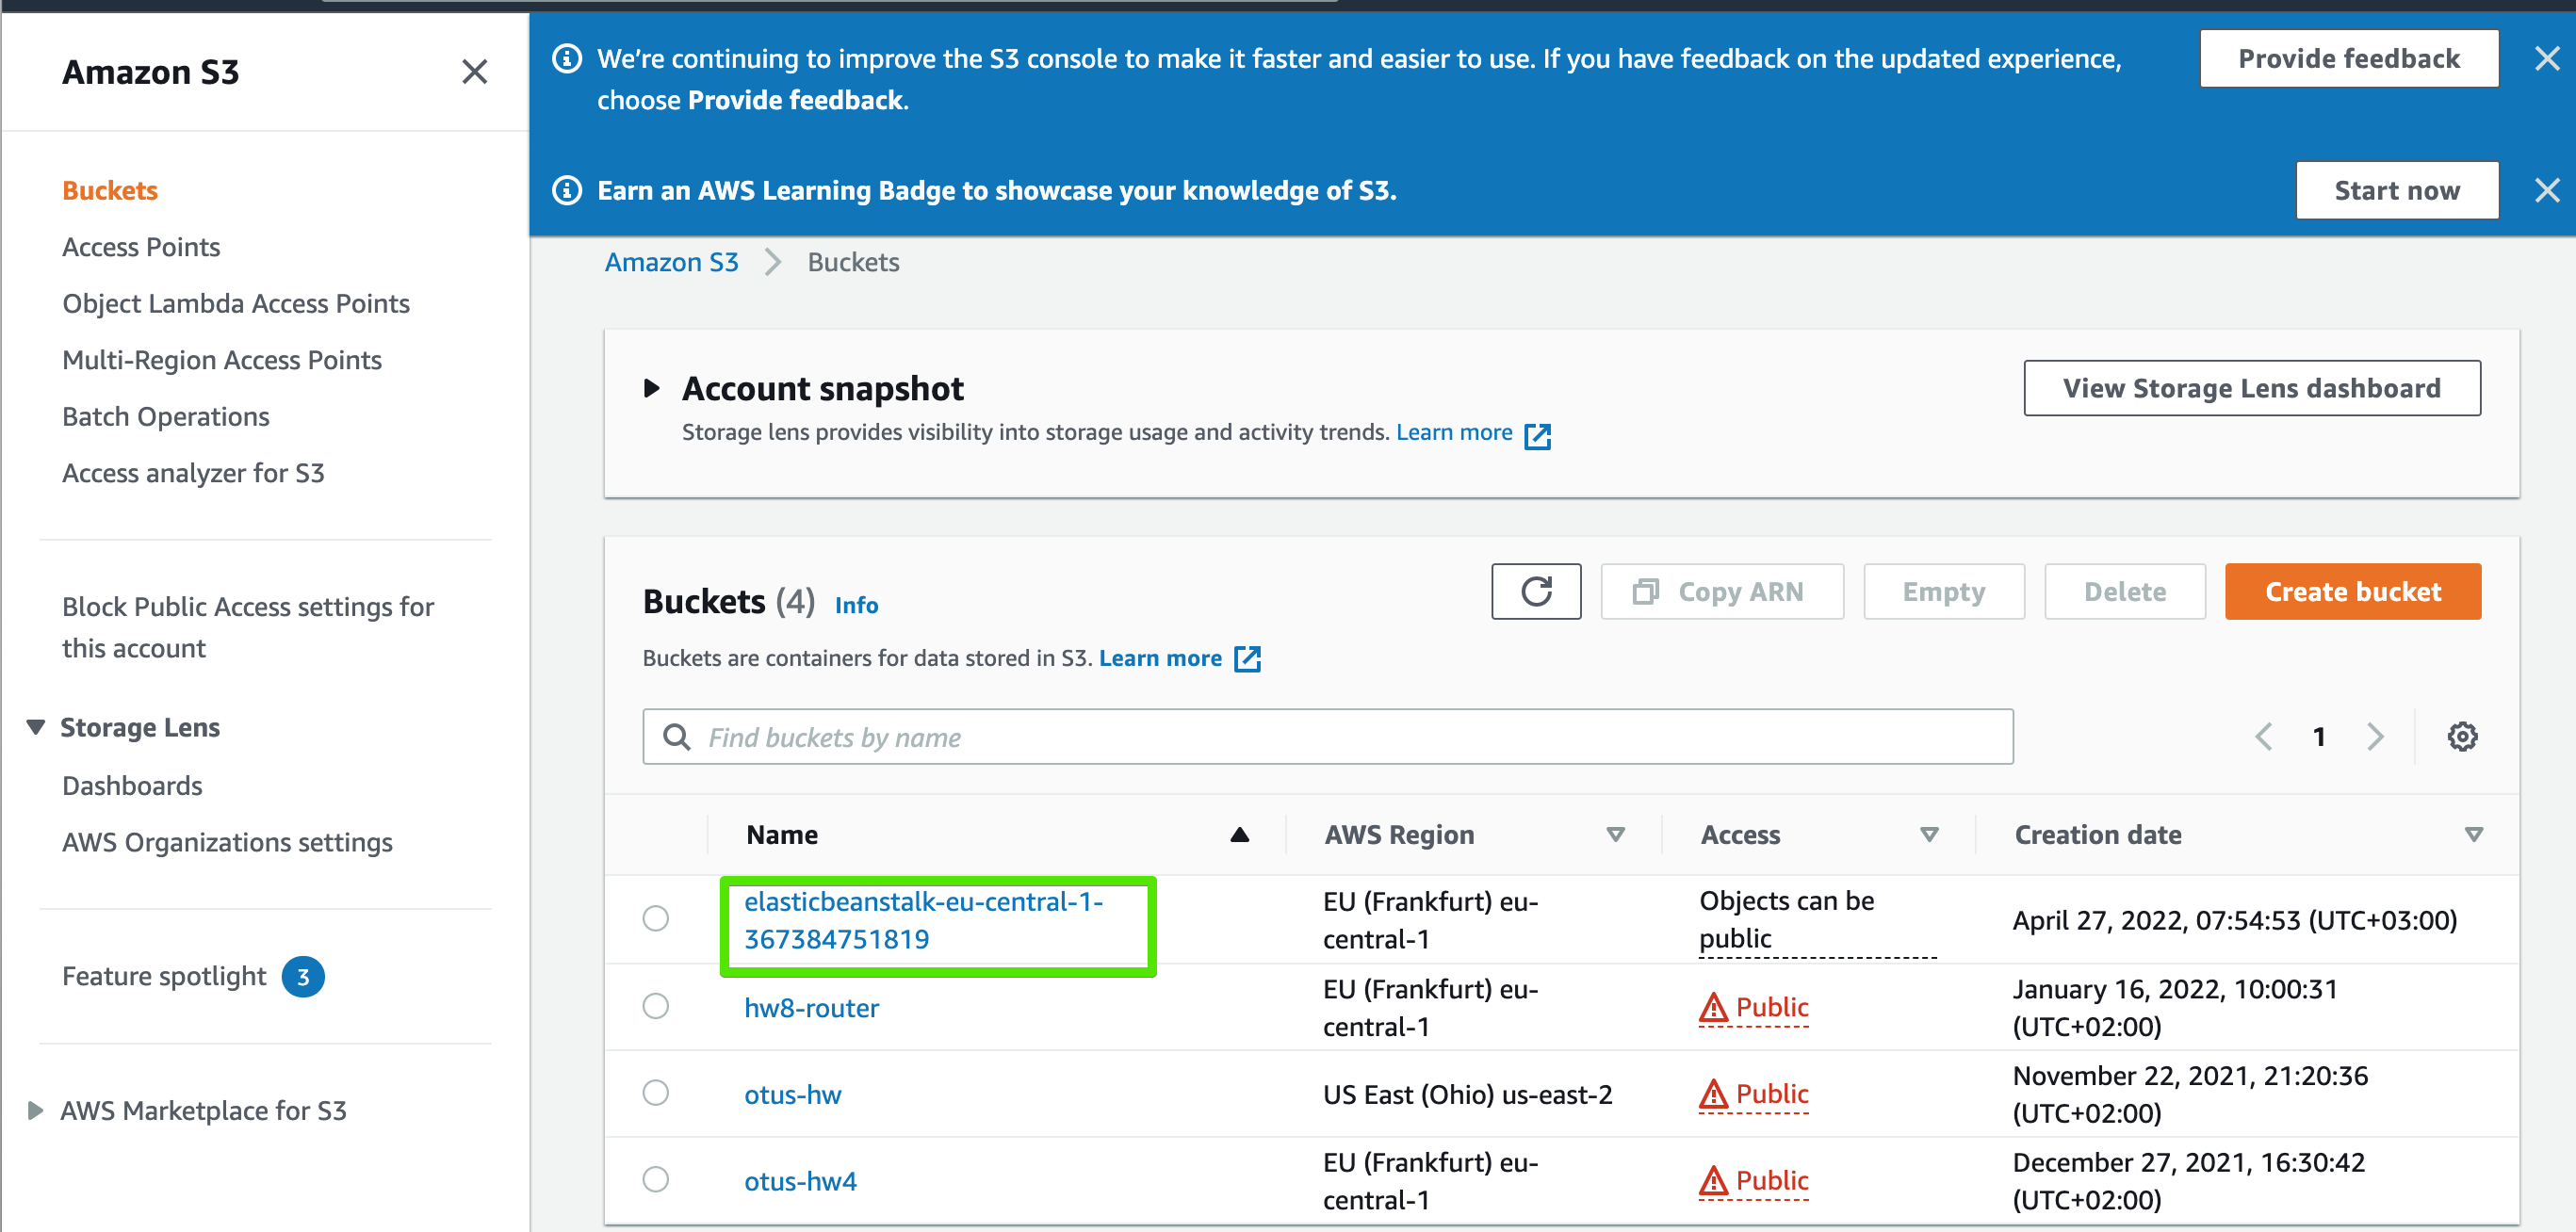 Amazon S3
Buckets
Access Points
Object Lambda Access Points
Multi-Region Access Points
Batch Operations
Access analyzer for S3
Block Public Access settings for
this account
Storage Lens
Dashboards
AWS Organizations settings
Feature spotlight 3
AWS Marketplace for S3
We're continuing to improve the S3 console to make it faster and easier to use. If you have feedback on the updated experience,
choose Provide feedback.
Provide feedback
Earn an AWS Learning Badge to showcase your knowledge of S3.
Start now
Amazon S3 Buckets
Account snapshot
Storage lens provides visibility into storage usage and activity trends. Learn more
View Storage Lens dashboard
Buckets (4) Info
Copy ARN Empty Delete Create bucket
Buckets are containers for data stored in S3. Learn more
Find buckets by name
1
Name AWS Region Access Creation date
elasticbeanstalk-eu-central-1-
367384751819
EU (Frankfurt) eu-
central-1
Objects can be
public
April 27, 2022, 07:54:53 (UTC+03:00)
hw8-router
EU (Frankfurt) eu-
central-1
Public
January 16, 2022, 10:00:31
(UTC+02:00)
otus-hw
US East (Ohio) us-east-2
Public
November 22, 2021, 21:20:36
(UTC+02:00)
otus-hw4
EU (Frankfurt) eu-
central-1
Public
December 27, 2021, 16:30:42
(UTC+02:00)